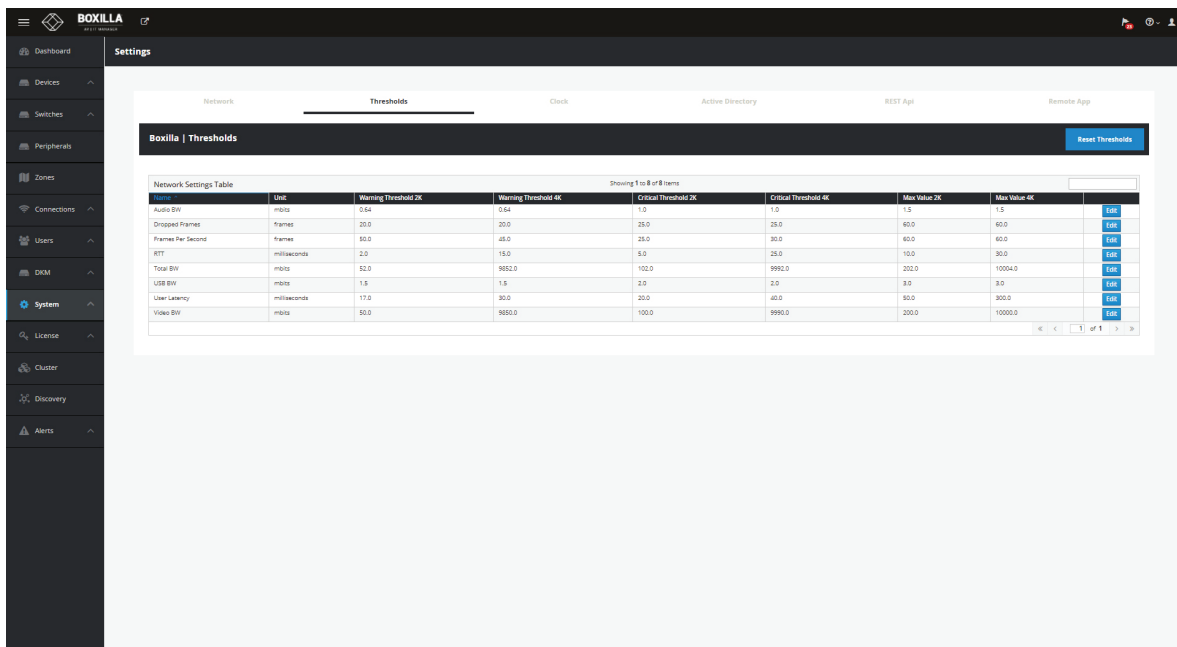 BOXILLA
Dashboard
Settings
Devices
Network Thresholds Clock Active Directory REST Api Remote App
Switches
Boxilla | Thresholds Reset Thresholds
Peripherals
Zones
Network Settings Table Showing 1 to 8 of 8 Items
Name Unit Warning Threshold 2K Warning Threshold 4K Critical Threshold 2K Critical Threshold 4K Max Value 2K Max Value 4K
Audio BW mbits 0.64 0.64 1.0 1.0 1.5 1.5 Edit
Dropped Frames frames 20.0 20.0 25.0 25.0 60.0 60.0 Edit
Frames Per Second frames 50.0 45.0 25.0 30.0 60.0 60.0 Edit
RTT milliseconds 2.0 15.0 5.0 25.0 10.0 30.0 Edit
Total BW mbits 52.0 9852.0 102.0 9992.0 202.0 10004.0 Edit
USB BW mbits 1.5 1.5 2.0 2.0 3.0 3.0 Edit
User Latency milliseconds 17.0 30.0 20.0 40.0 50.0 300.0 Edit
Video BW mbits 50.0 9850.0 100.0 9990.0 200.0 10000.0 Edit
1 of 1
Connections
Users
DKM
System
License
Cluster
Discovery
Alerts